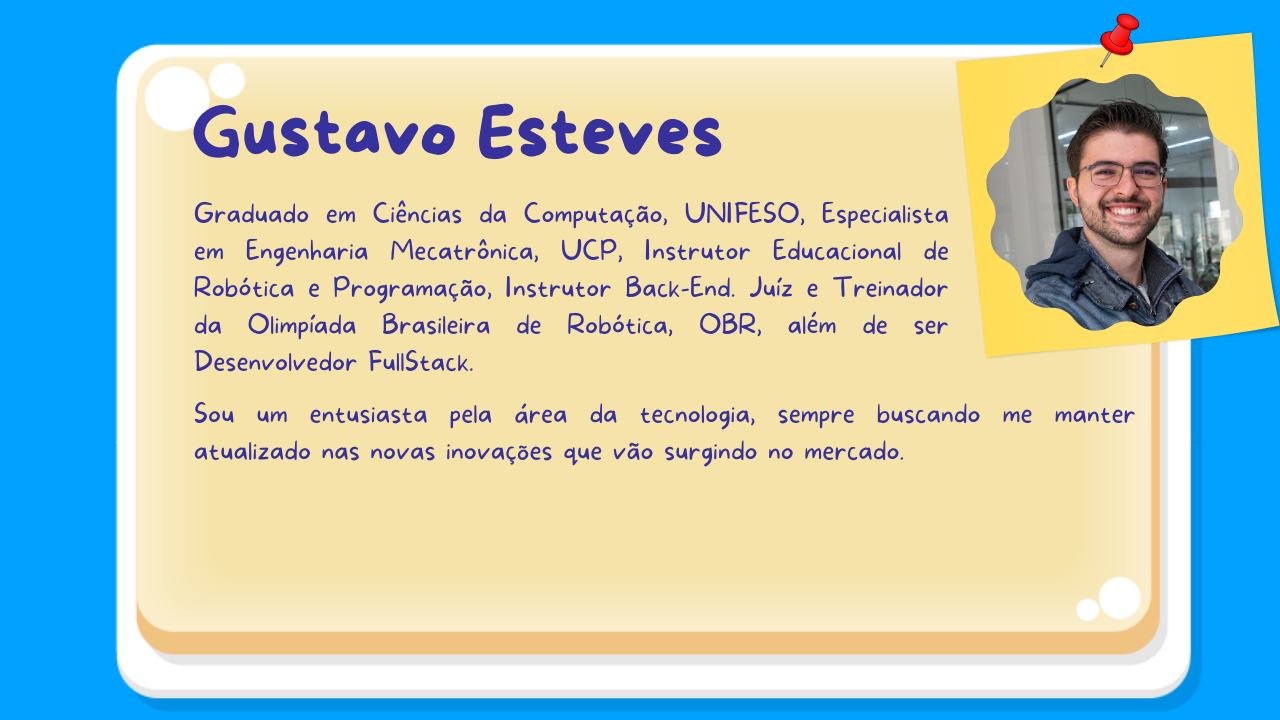 Gustavo Esteves
Graduado em Ciências da Computação, UNIFESO, Especialista
em Engenharia Mecatrônica, UCP, Instrutor Educacional de
Robótica e Programação, Instrutor Back-End. Juíz e Treinador
da Olimpíada Brasileira de Robótica, OBR, além de ser
Desenvolvedor FullStack.
Sou um entusiasta pela área da tecnologia, sempre buscando me manter
atualizado nas novas inovações que vão surgindo no mercado.